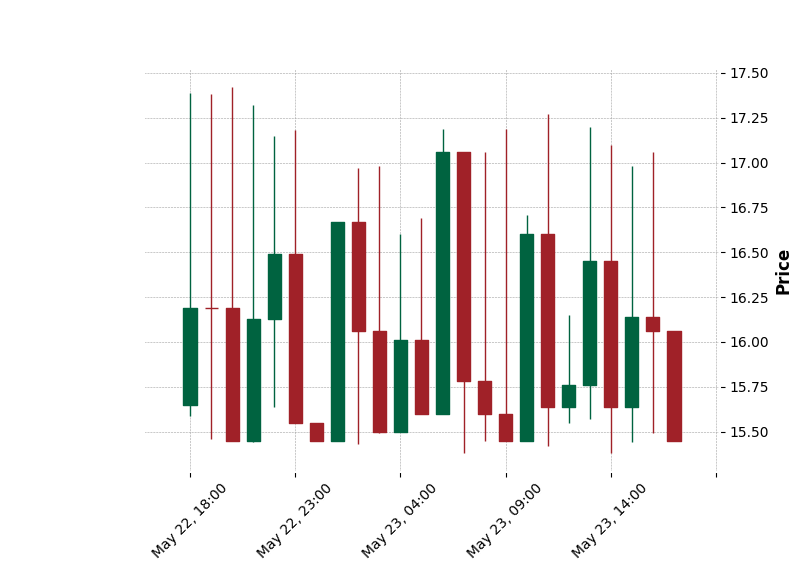 17.50
17.25
17.00
16.75
16.50
16.25
16.00
15.75
15.50
Price
May 22, 18:00
May 22, 23:00
May 23, 04:00
May 23, 09:00
May 23, 14:00